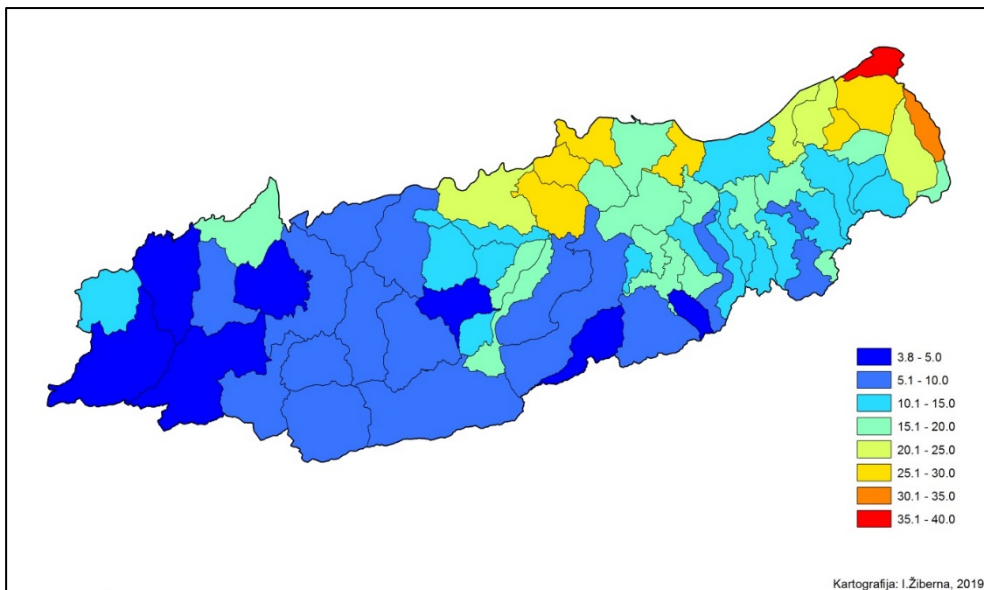 3.8 - 5.0
5.1 - 10.0
10.1 - 15.0
15.1 - 20.0
20.1 - 25.0
25.1 - 30.0
30.1 - 35.0
35.1 - 40.0
Kartografija: I.Žiberna, 2019